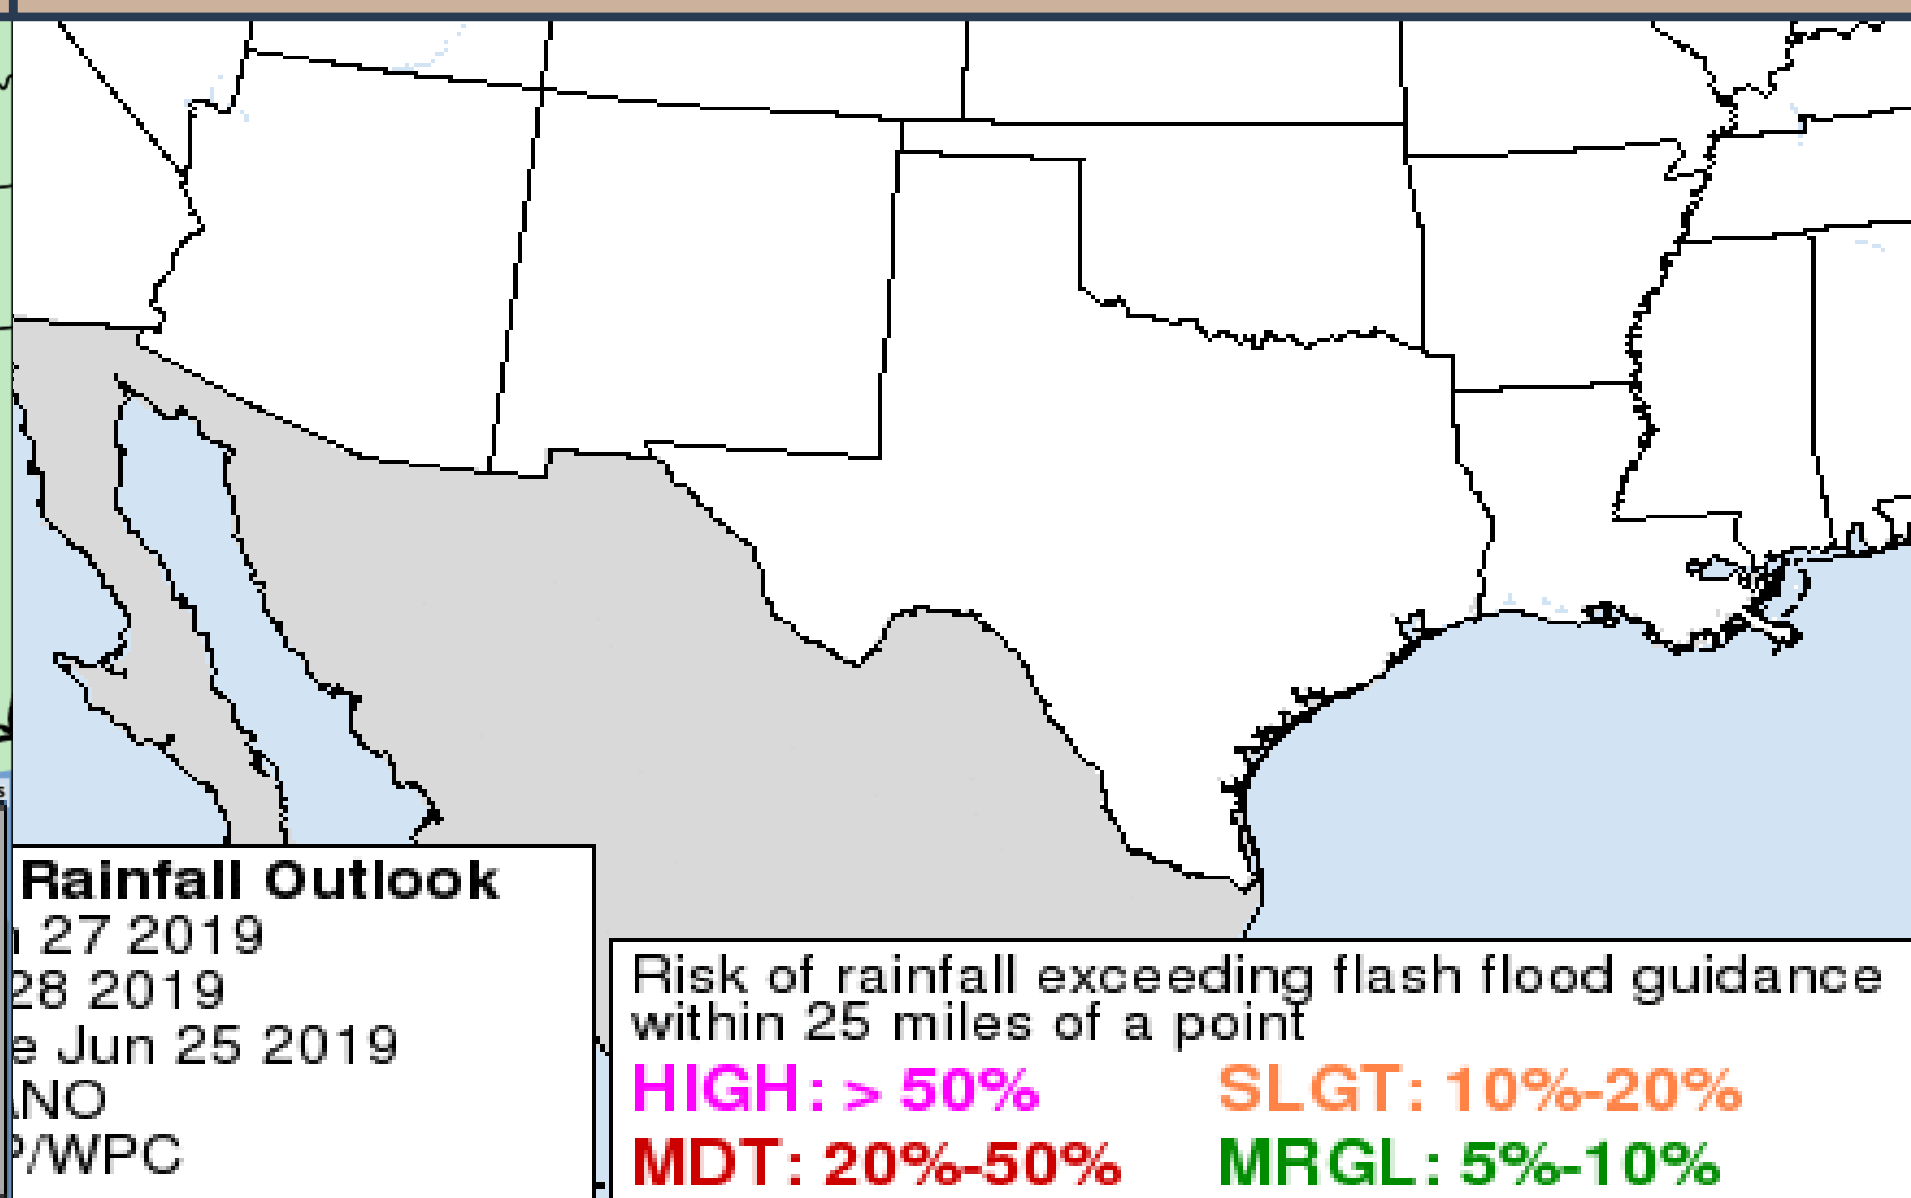 Rainfall Outlook
27 2019
28 2019
e Jun 25 2019
NO
/WPC
Risk of rainfall exceeding flash flood guidance
within 25 miles of a point
HIGH: > 50% SLGT: 10%-20%
MDT: 20%-50% MRGL: 5%-10%